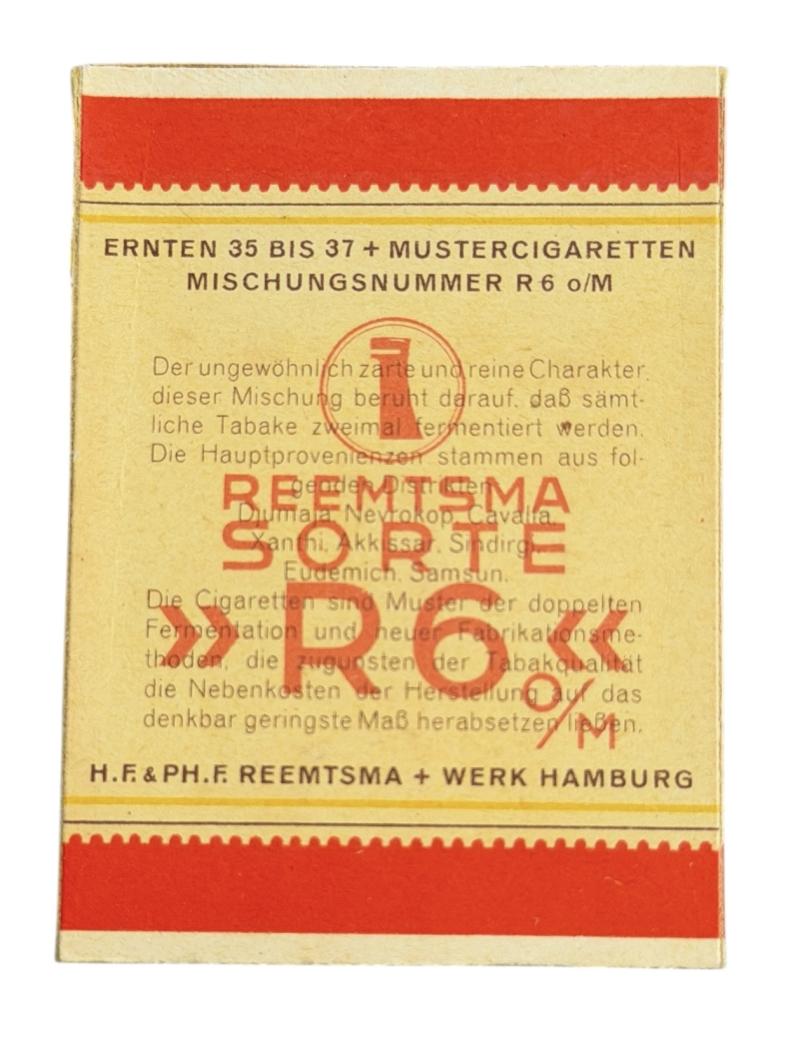 ERNTEN 35 BIS 37 + MUSTERCIGARETTEN
MISCHUNGSNUMMER R 6 o/M
Der ungewöhnlich zarte und reine Charakter
dieser Mischung beruht darauf, daß sämt-
liche Tabake zweimal fermentiert werden.
Die Hauptprovenienzen stammen aus fol-
genden Distrikten
Djumaja, Nevrokop, Cavalla,
Xanthi, Akkissar, Sindirgi,
Eudemich, Samsun.
Die Cigaretten sind Muster der doppelten
Fermentation und neuer Fabrikationsme-
thoden, die zugunsten der Tabakqualität
die Nebenkosten der Herstellung auf das
denkbar geringste Maß herabsetzen ließen.
REEMTSMA
SORTE
»R6«
O/M
H.F. & PH.F. REEMTSMA + WERK HAMBURG